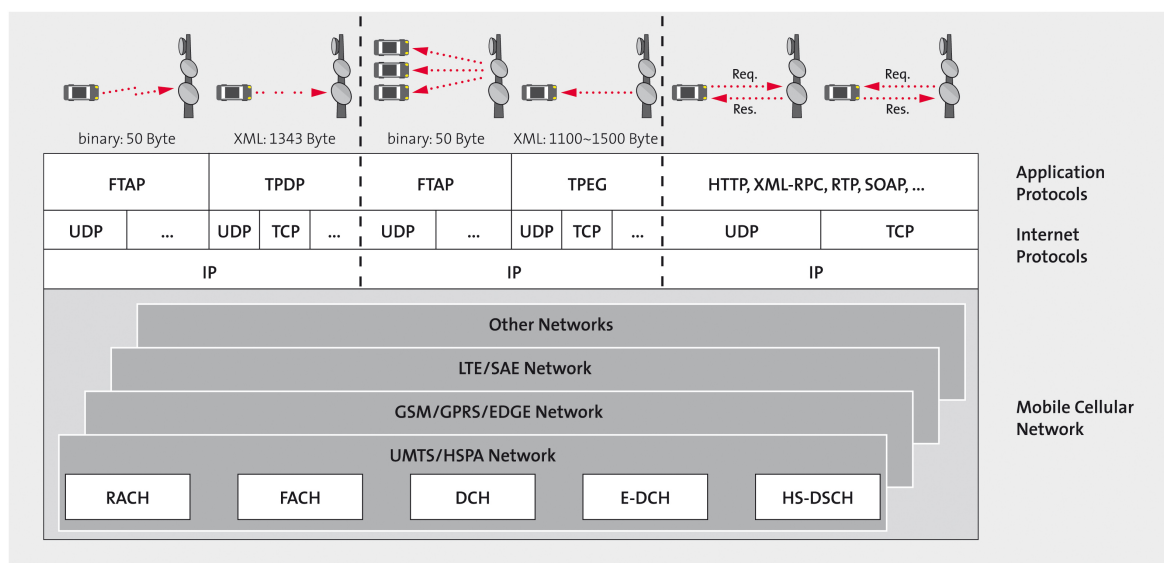 Req.
Res.
Req.
Res.
binary: 50 Byte
XML: 1343 Byte
binary: 50 Byte
XML: 1100~1500 Byte
FTAP
TPDP
FTAP
TPEG
HTTP, XML-RPC, RTP, SOAP, ...
Application
Protocols
UDP
...
UDP
TCP
...
UDP
...
UDP
TCP
...
UDP
TCP
Internet
Protocols
IP
IP
IP
Other Networks
LTE/SAE Network
GSM/GPRS/EDGE Network
UMTS/HSPA Network
Mobile Cellular
Network
RACH
FACH
DCH
E-DCH
HS-DSCH